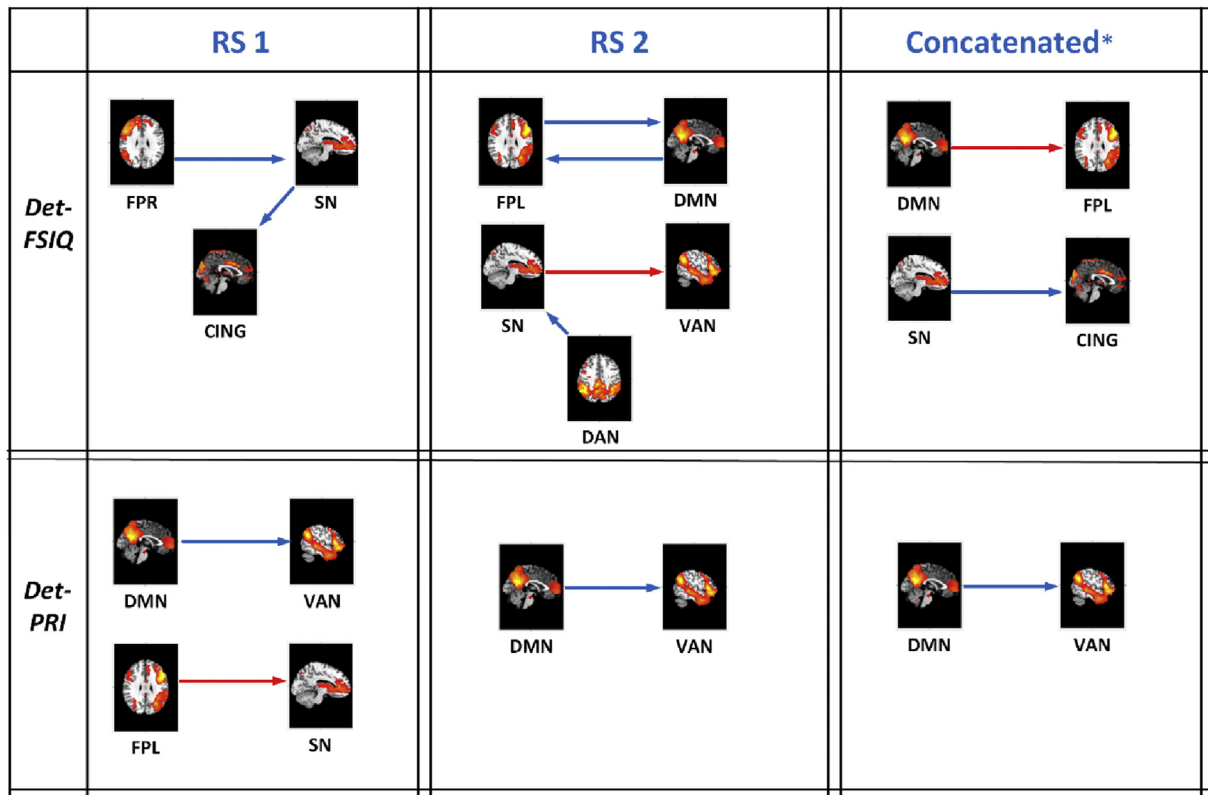 RS 1 RS 2 Concatenated*
Det-
FSIQ
FPR SN
CING
FPL DMN
SN VAN
DAN
DMN FPL
SN CING
Det-
PRI
DMN VAN
FPL SN
DMN VAN
DMN VAN